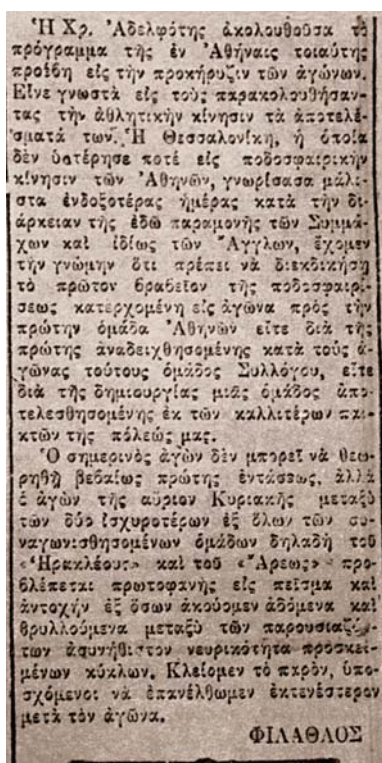 Ἡ Χρ. Ἀδελφότης ἀκολουθοῦσα τὸ
πρόγραμμα τῆς ἐν Ἀθήναις τοιαύτης
προέβη εἰς τὴν προκήρυξιν τῶν ἀγώνων.
Εἶνε γνωστὰ εἰς τοὺς παρακολουθήσαν-
τας τὴν ἀθλητικὴν κίνησιν τὰ ἀποτελέ-
σματά των. Ἡ Θεσσαλονίκη, ἡ ὁποία
δὲν ὑστέρησε ποτὲ εἰς ποδοσφαιρικὴν
κίνησιν τῶν Ἀθηνῶν, γνωρίσασα μάλι-
στα ἐνδοξοτέρας ἡμέρας κατὰ τὴν δι-
άρκειαν τῆς ἐδῶ παραμονῆς τῶν Συμμά-
χων καὶ ἰδίως τῶν Ἄγγλων, ἔχομεν
τὴν γνώμην ὅτι πρέπει νὰ διεκδικήσῃ
τὸ πρῶτον βραβεῖον τῆς ποδοσφαιρί-
σεως κατερχομένη εἰς ἀγῶνα πρὸς τὴν
πρώτην ὁμάδα Ἀθηνῶν εἴτε διὰ τῆς
πρώτης ἀναδειχθησομένης κατὰ τοὺς ἀ-
γῶνας τούτους ὁμάδος Συλλόγου, εἴτε
διὰ τῆς δημιουργίας μιᾶς ὁμάδος ἀπο-
τελεσθησομένης ἐκ τῶν καλλιτέρων παι-
κτῶν τῆς πόλεώς μας.
Ὁ σημερινὸς ἀγὼν δὲν μπορεῖ νὰ θεω-
ρηθῇ βεβαίως πρώτης ἐντάσεως, ἀλλὰ
ὁ ἀγὼν τῆς αὔριον Κυριακῆς μεταξὺ
τῶν δύο ἰσχυροτέρων ἐξ ὅλων τῶν συ-
ναγωνισθησομένων ὁμάδων δηλαδὴ τοῦ
«Ἡρακλέους» καὶ τοῦ «Ἄρεως» προ-
βλέπεται πρωτοφανὴς εἰς πεῖσμα καὶ
ἀντοχὴν ἐξ ὅσων ἀκούομεν ἀδόμενα καὶ
θρυλλούμενα μεταξὺ τῶν παρουσιαζόν-
των ἀσυνήθιστον νευρικότητα προσκει-
μένων κύκλων. Κλείομεν τὸ παρόν, ὑπο-
σχόμενοι νὰ ἐπανέλθωμεν ἐκτενέστερον
μετὰ τὸν ἀγῶνα.
ΦΙΛΑΘΛΟΣ